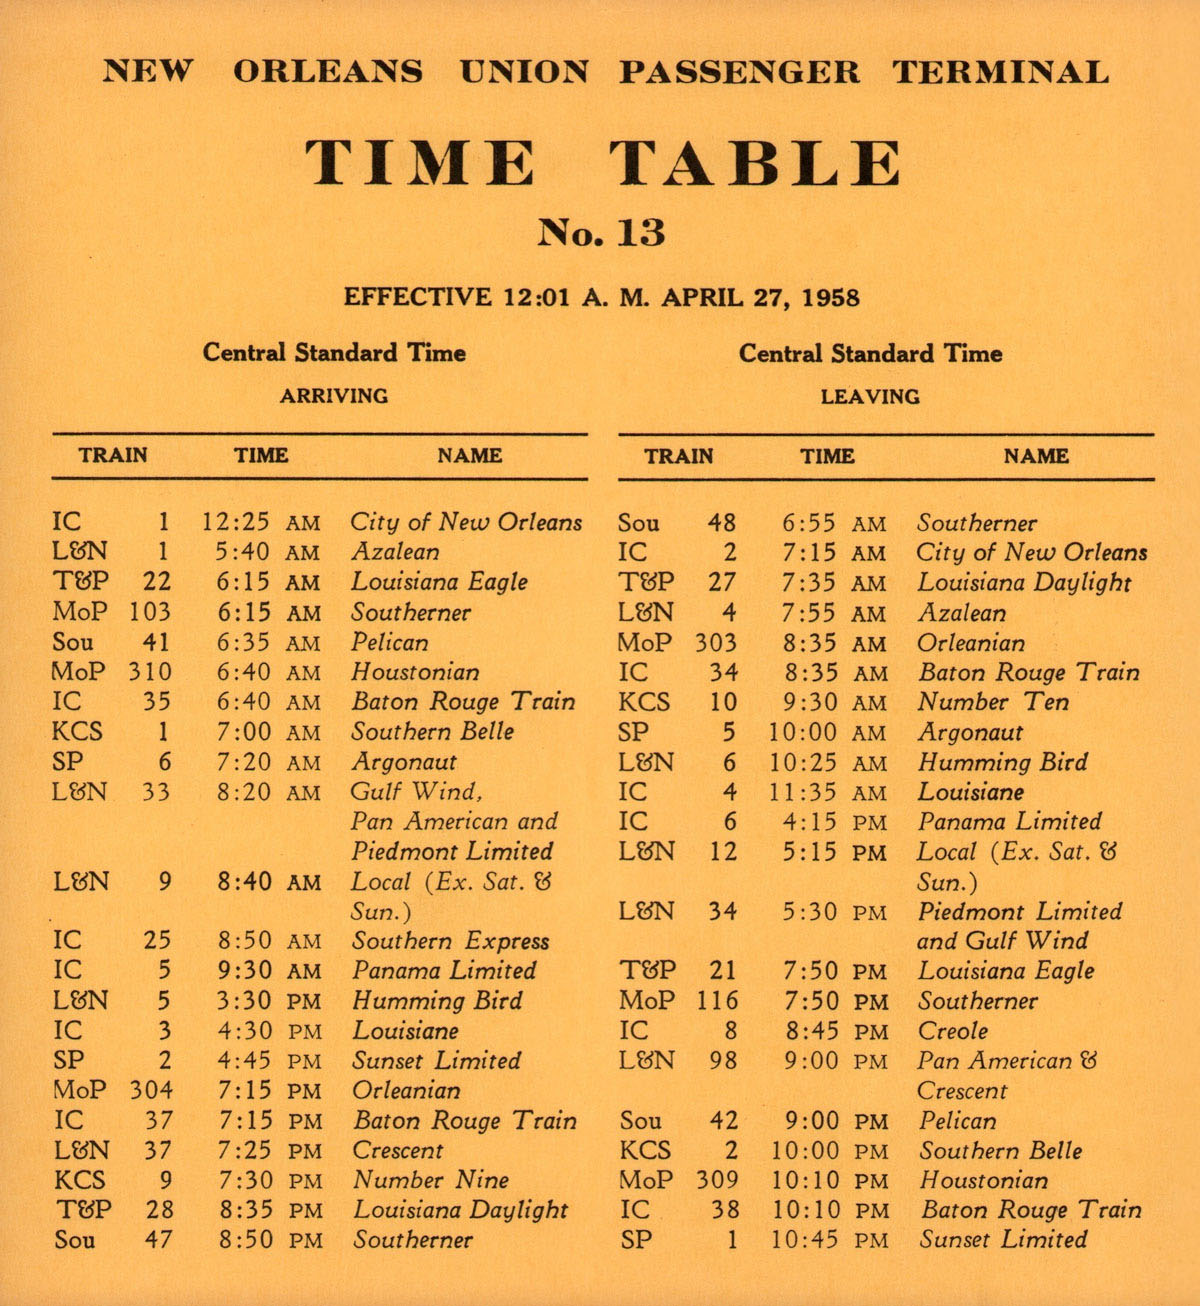 NEW ORLEANS UNION PASSENGER TERMINAL
TIME TABLE
No. 13
EFFECTIVE 12:01 A. M. APRIL 27, 1958
Central Standard Time
ARRIVING
TRAIN TIME NAME
IC 1 12:25 AM City of New Orleans
L&N 1 5:40 AM Azalean
T&P 22 6:15 AM Louisiana Eagle
MoP 103 6:15 AM Southerner
Sou 41 6:35 AM Pelican
MoP 310 6:40 AM Houstonian
IC 35 6:40 AM Baton Rouge Train
KCS 1 7:00 AM Southern Belle
SP 6 7:20 AM Argonaut
L&N 33 8:20 AM Gulf Wind,
Pan American and
Piedmont Limited
L&N 9 8:40 AM Local (Ex. Sat. &
Sun.)
IC 25 8:50 AM Southern Express
IC 5 9:30 AM Panama Limited
L&N 5 3:30 PM Humming Bird
IC 3 4:30 PM Louisiane
SP 2 4:45 PM Sunset Limited
MoP 304 7:15 PM Orleanian
IC 37 7:15 PM Baton Rouge Train
L&N 37 7:25 PM Crescent
KCS 9 7:30 PM Number Nine
T&P 28 8:35 PM Louisiana Daylight
Sou 47 8:50 PM Southerner
Central Standard Time
LEAVING
TRAIN TIME NAME
Sou 48 6:55 AM Southerner
IC 2 7:15 AM City of New Orleans
T&P 27 7:35 AM Louisiana Daylight
L&N 4 7:55 AM Azalean
MoP 303 8:35 AM Orleanian
IC 34 8:35 AM Baton Rouge Train
KCS 10 9:30 AM Number Ten
SP 5 10:00 AM Argonaut
L&N 6 10:25 AM Humming Bird
IC 4 11:35 AM Louisiane
IC 6 4:15 PM Panama Limited
L&N 12 5:15 PM Local (Ex. Sat. &
Sun.)
L&N 34 5:30 PM Piedmont Limited
and Gulf Wind
T&P 21 7:50 PM Louisiana Eagle
MoP 116 7:50 PM Southerner
IC 8 8:45 PM Creole
L&N 98 9:00 PM Pan American &
Crescent
Sou 42 9:00 PM Pelican
KCS 2 10:00 PM Southern Belle
MoP 309 10:10 PM Houstonian
IC 38 10:10 PM Baton Rouge Train
SP 1 10:45 PM Sunset Limited